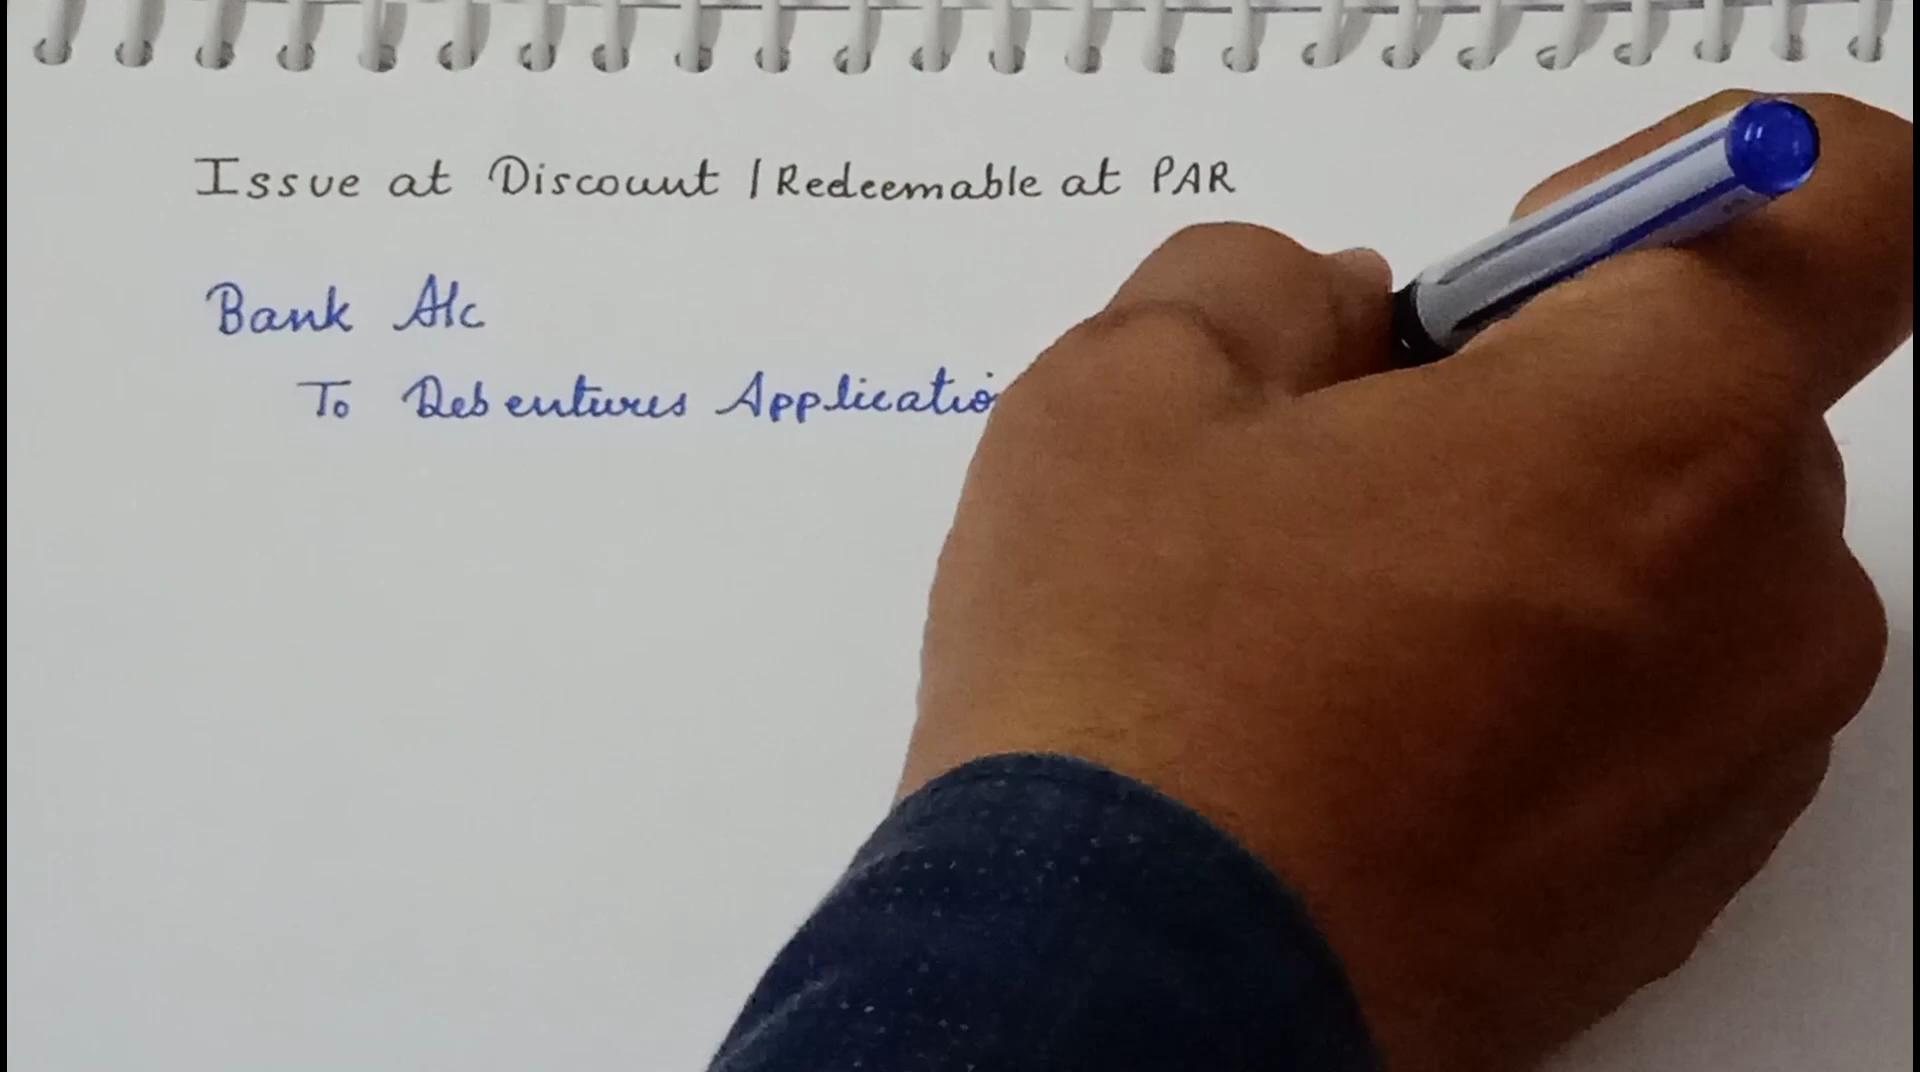 Issue at Discount / Redeemable at PAR
Bank A/c
To Debentures Applicatio